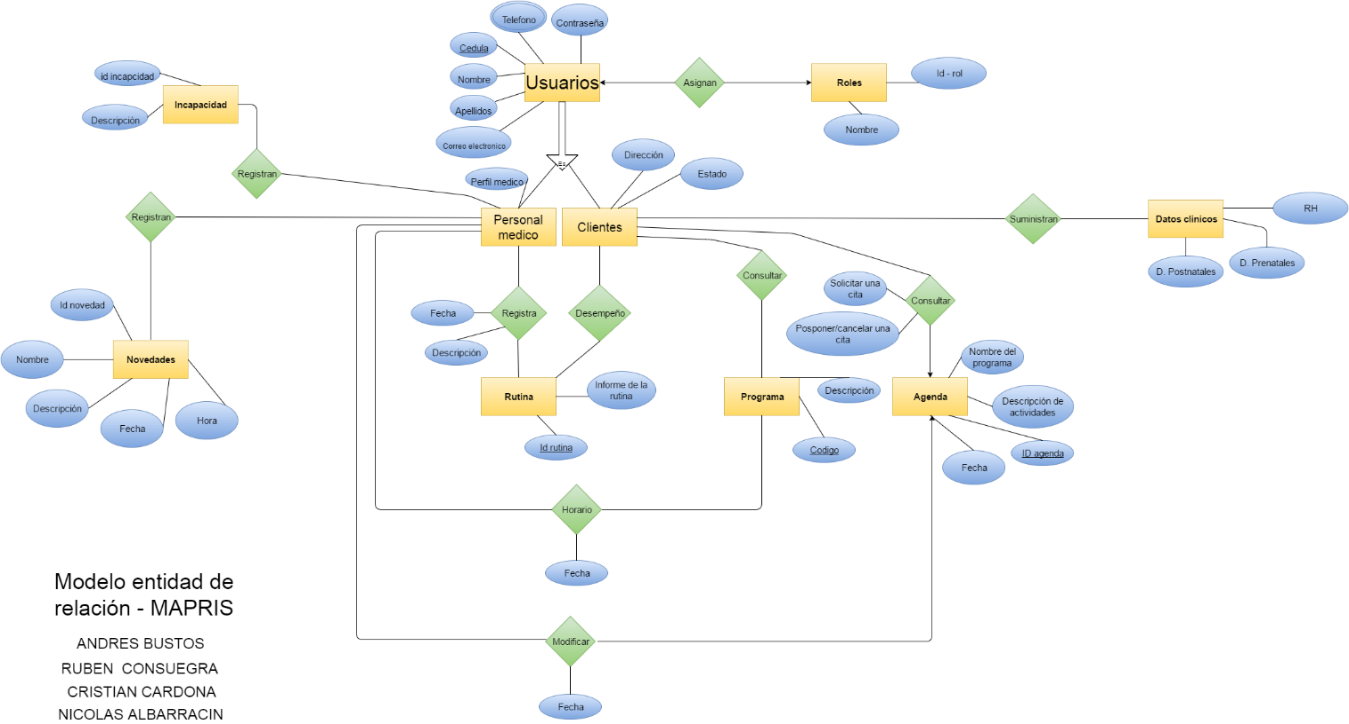 Telefono
Contraseña
Cedula
Usuarios
Asignan
Roles
Id - rol
Nombre
Apellidos
Nombre
Correo electronico
id incapcidad
Incapacidad
Descripción
Registran
Perfil medico
Dirección
Estado
Registran
Personal
medico
Clientes
Suministran
Datos clinicos
RH
D. Postnatales
D. Prenatales
Consultar
Solicitar una
cita
Consultar
Posponer/cancelar una
cita
Id novedad
Fecha
Registra
Desempeño
Descripción
Nombre
Novedades
Nombre del
programa
Informe de la
rutina
Descripción
Rutina
Programa
Agenda
Descripción de
actividades
Descripción
Fecha
Hora
Id rutina
Codigo
ID agenda
Fecha
Horario
Fecha
Modelo entidad de
relación - MAPRIS
ANDRES BUSTOS
RUBEN CONSUEGRA
CRISTIAN CARDONA
NICOLAS ALBARRACIN
Modificar
Fecha